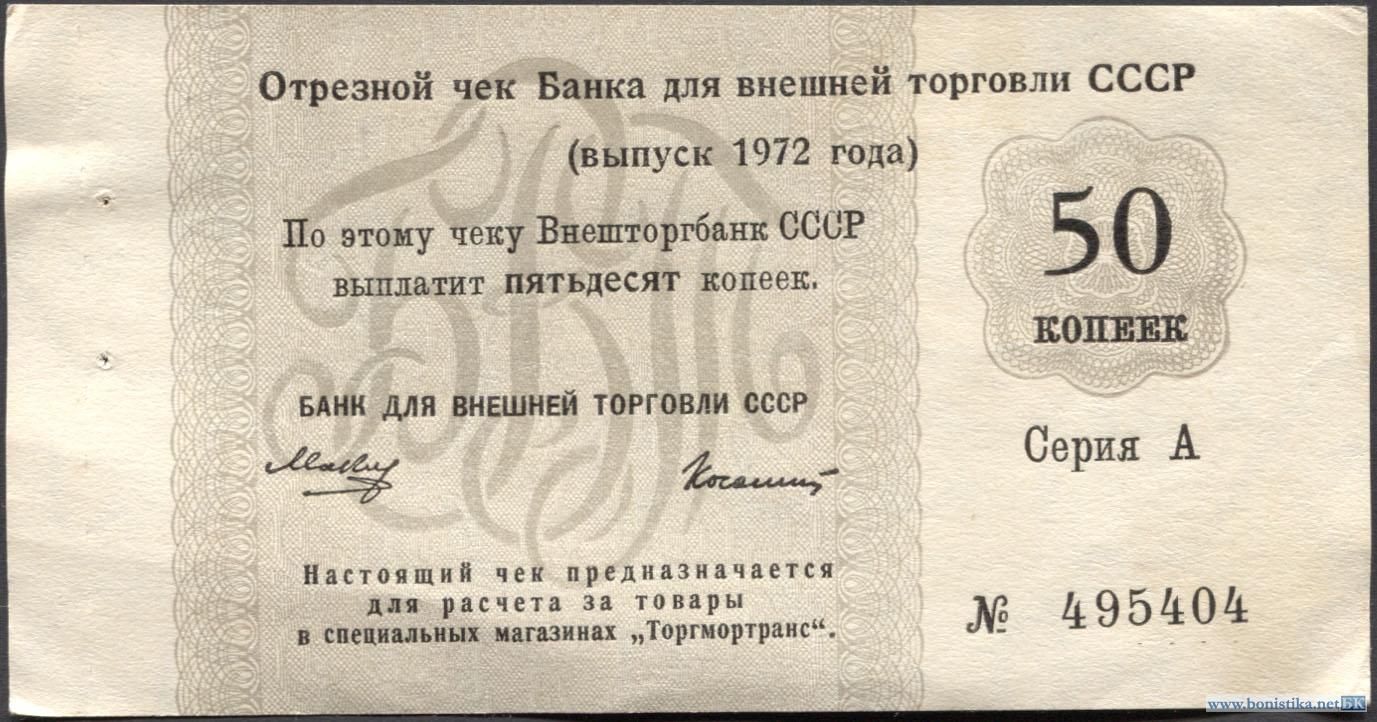 Отрезной чек Банка для внешней торговли СССР
(выпуск 1972 года)
По этому чеку Внешторгбанк СССР
выплатит пятьдесят копеек.
50
КОПЕЕК
БАНК ДЛЯ ВНЕШНЕЙ ТОРГОВЛИ СССР
Серия А
Настоящий чек предназначается
для расчета за товары
в специальных магазинах „Торгмортранс“.
№ 495404
www.bonistika.net БК